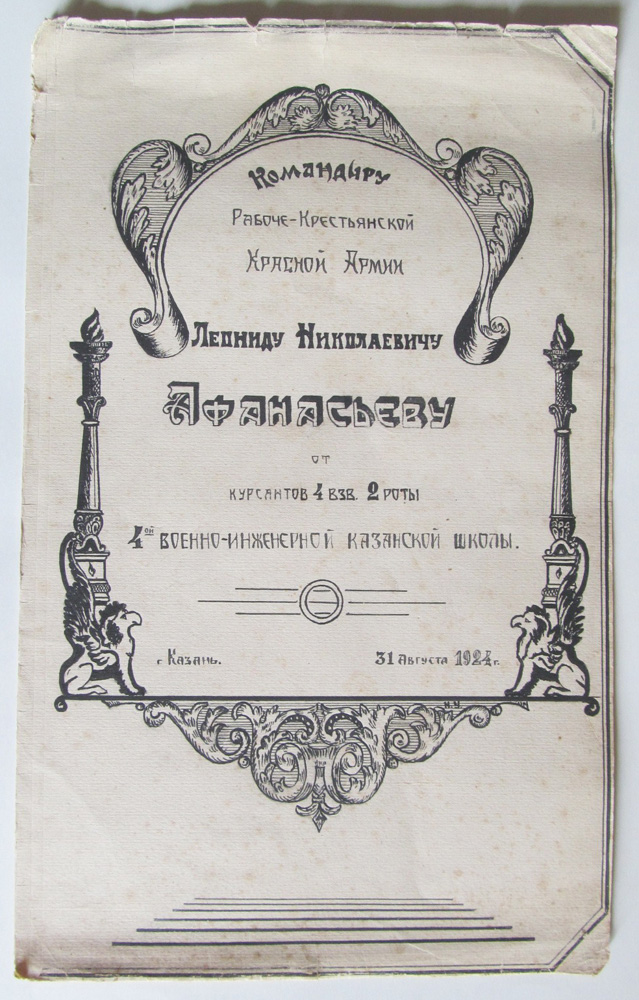 Командиру
Рабоче-Крестьянской
Красной Армии
Леониду Николаевичу
Афанасьеву
от
курсантов 4 взв. 2 роты
4ой военно-инженерной Казанской школы.
г Казань.
31 Августа 1924 г.